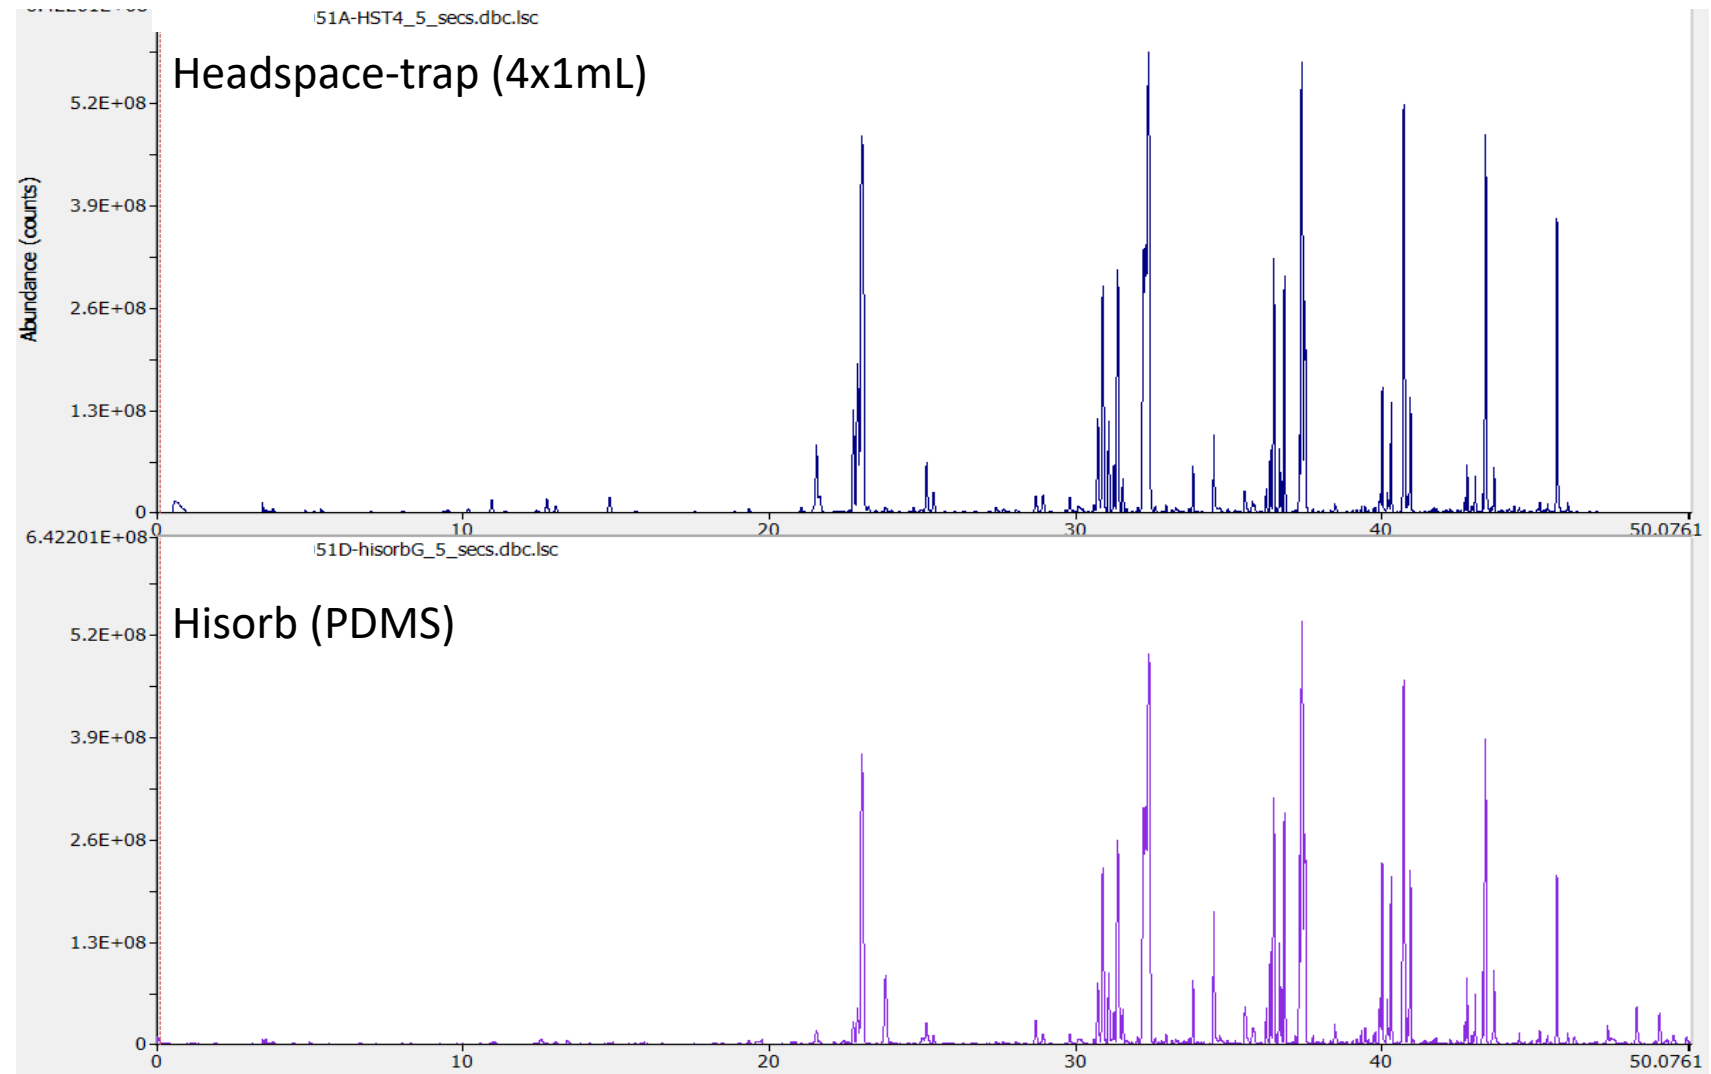 51A-HST4_5_secs.dbc.lsc
Headspace-trap (4x1mL)
5.2E+08
3.9E+08
Abundance (counts)
2.6E+08
1.3E+08
0
0 10 20 30 40 50.0761
6.42201E+08
51D-hisorbG_5_secs.dbc.lsc
Hisorb (PDMS)
5.2E+08
3.9E+08
2.6E+08
1.3E+08
0
0 10 20 30 40 50.0761